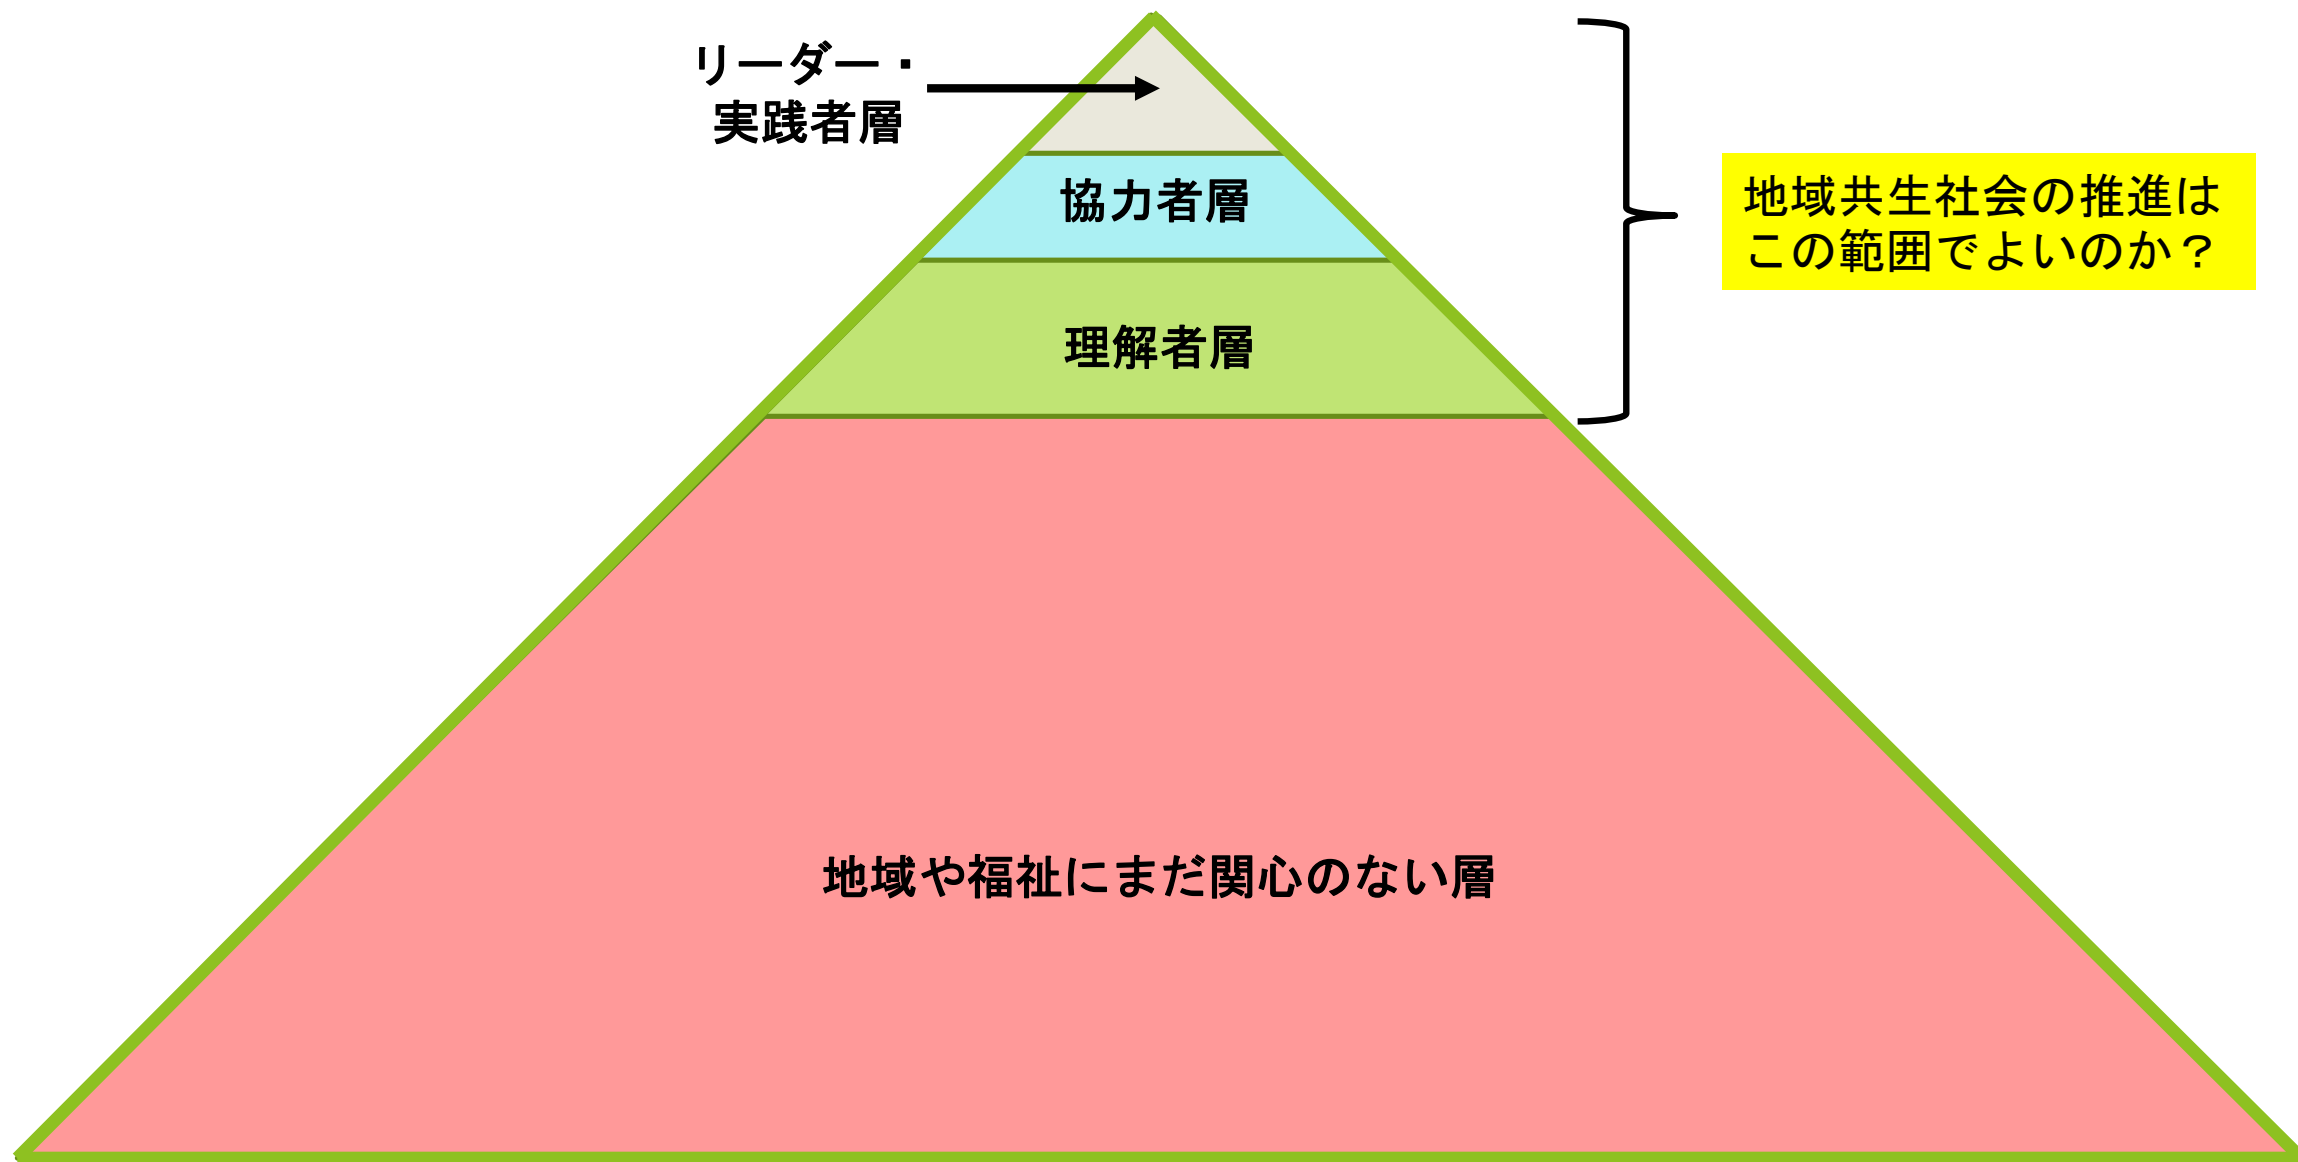 リーダー・
実践者層
協力者層
地域共生社会の推進は
この範囲でよいのか？
理解者層
地域や福祉にまだ関心のない層